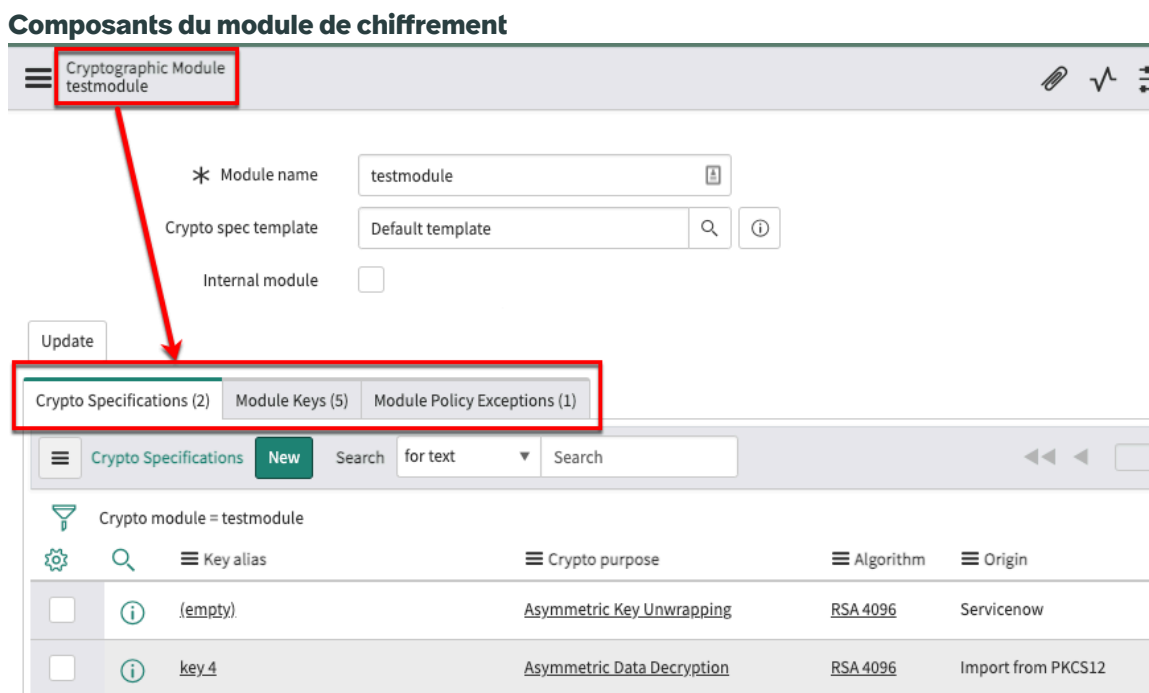 Composants du module de chiffrement
Cryptographic Module
testmodule
Module name
testmodule
Crypto spec template
Default template
Internal module
Update
Crypto Specifications (2) Module Keys (5) Module Policy Exceptions (1)
Crypto Specifications New Search for text Search
Crypto module = testmodule
Key alias Crypto purpose Algorithm Origin
(empty) Asymmetric Key Unwrapping RSA 4096 Servicenow
key 4 Asymmetric Data Decryption RSA 4096 Import from PKCS12